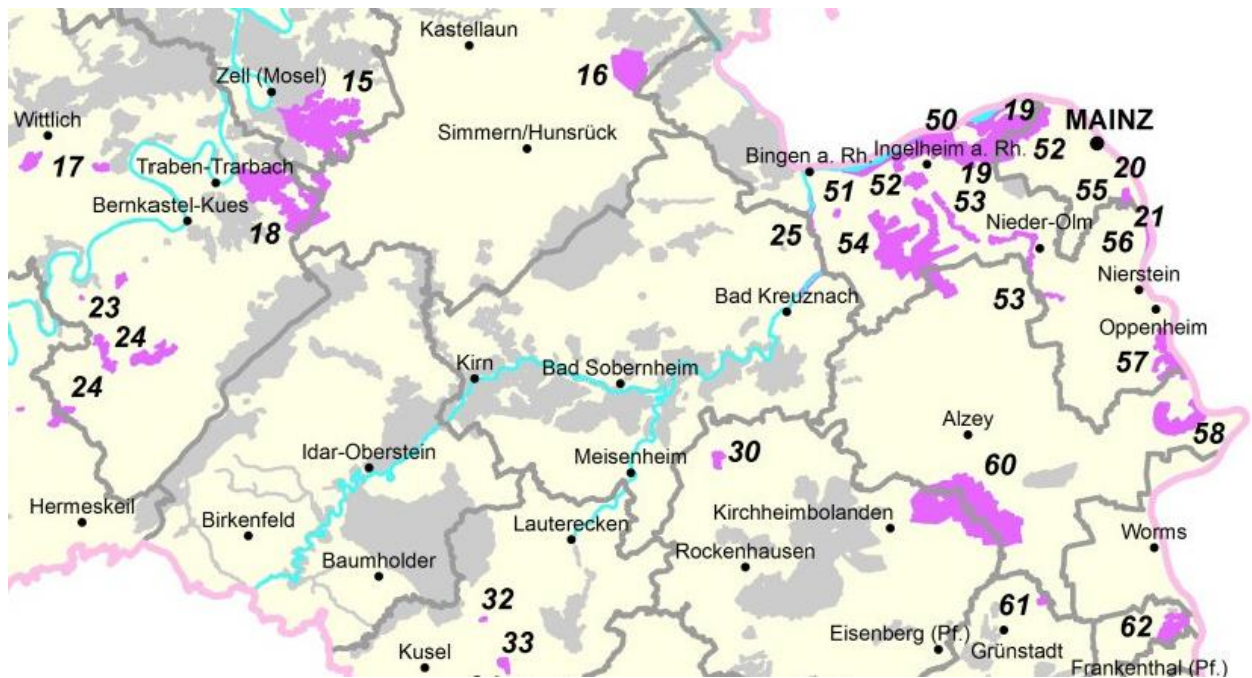 Kastellaun
15
16
Zell (Mosel)
50
19
MAINZ
Wittlich
Simmern/Hunsrück
Ingelheim a. Rh.
52
17
Traben-Trarbach
Bingen a. Rh.
51
52
19
20
Bernkastel-Kues
18
53
55
21
25
54
Nieder-Olm
56
Nierstein
23
Bad Kreuznach
53
24
Oppenheim
Kirn
Bad Sobernheim
57
24
Alzey
58
Idar-Oberstein
Meisenheim
30
60
Hermeskeil
Birkenfeld
Lauterecken
Kirchheimbolanden
Worms
Baumholder
Rockenhausen
32
61
62
33
Eisenberg (Pf.)
Grünstadt
Kusel
Frankenthal (Pf.)